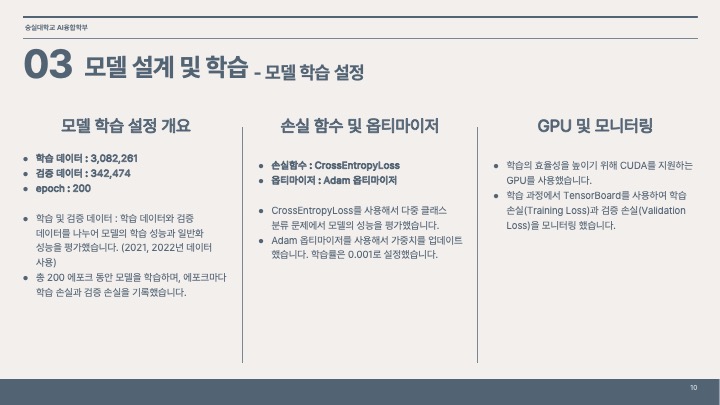 숭실대학교 AI융합학부
03 모델 설계 및 학습 - 모델 학습 설정
모델 학습 설정 개요
● 학습 데이터 : 3,082,261
● 검증 데이터 : 342,474
● epoch : 200
● 학습 및 검증 데이터 : 학습 데이터와 검증
데이터를 나누어 모델의 학습 성능과 일반화
성능을 평가했습니다. (2021, 2022년 데이터
사용)
● 총 200 에포크 동안 모델을 학습하며, 에포크마다
학습 손실과 검증 손실을 기록했습니다.
손실 함수 및 옵티마이저
● 손실함수 : CrossEntropyLoss
● 옵티마이저 : Adam 옵티마이저
● CrossEntropyLoss를 사용해서 다중 클래스
분류 문제에서 모델의 성능을 평가했습니다.
● Adam 옵티마이저를 사용해서 가중치를 업데이트
했습니다. 학습률은 0.001로 설정했습니다.
GPU 및 모니터링
● 학습의 효율성을 높이기 위해 CUDA를 지원하는
GPU를 사용했습니다.
● 학습 과정에서 TensorBoard를 사용하여 학습
손실(Training Loss)과 검증 손실(Validation
Loss)을 모니터링 했습니다.
10